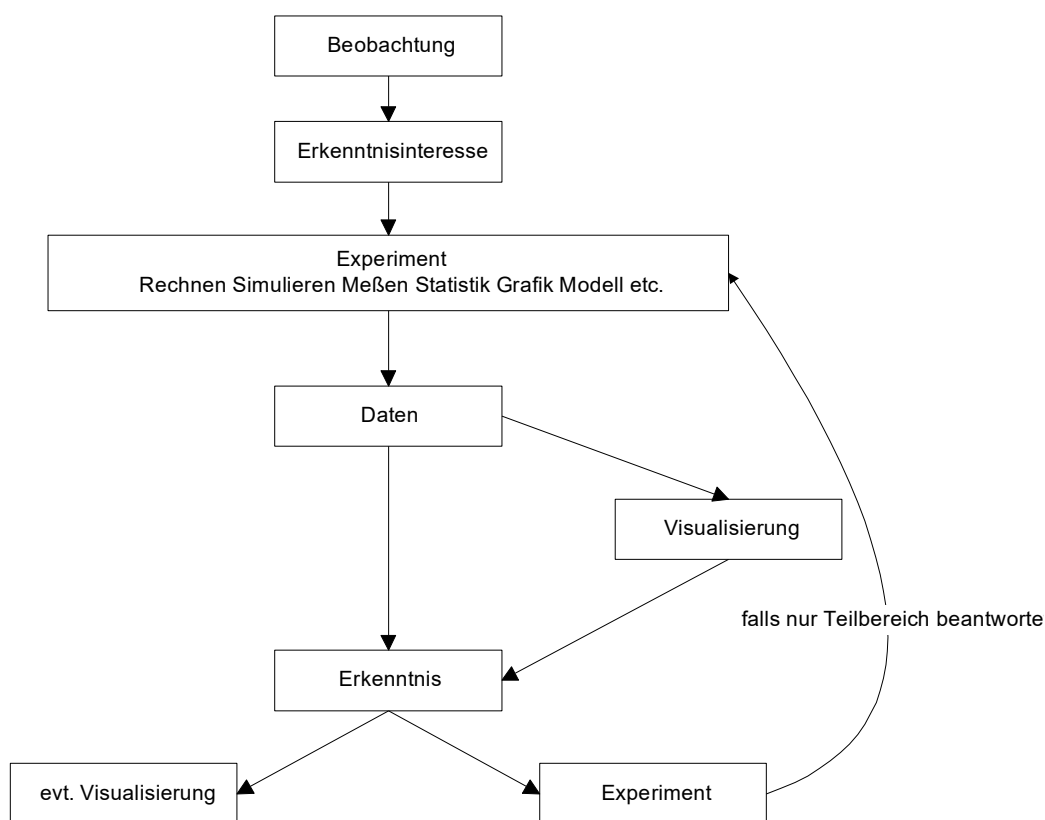 Beobachtung
Erkenntnisinteresse
Experiment
Rechnen Simulieren Meßen Statistik Grafik Modell etc.
Daten
Visualisierung
falls nur Teilbereich beantworte
Erkenntnis
evt. Visualisierung
Experiment